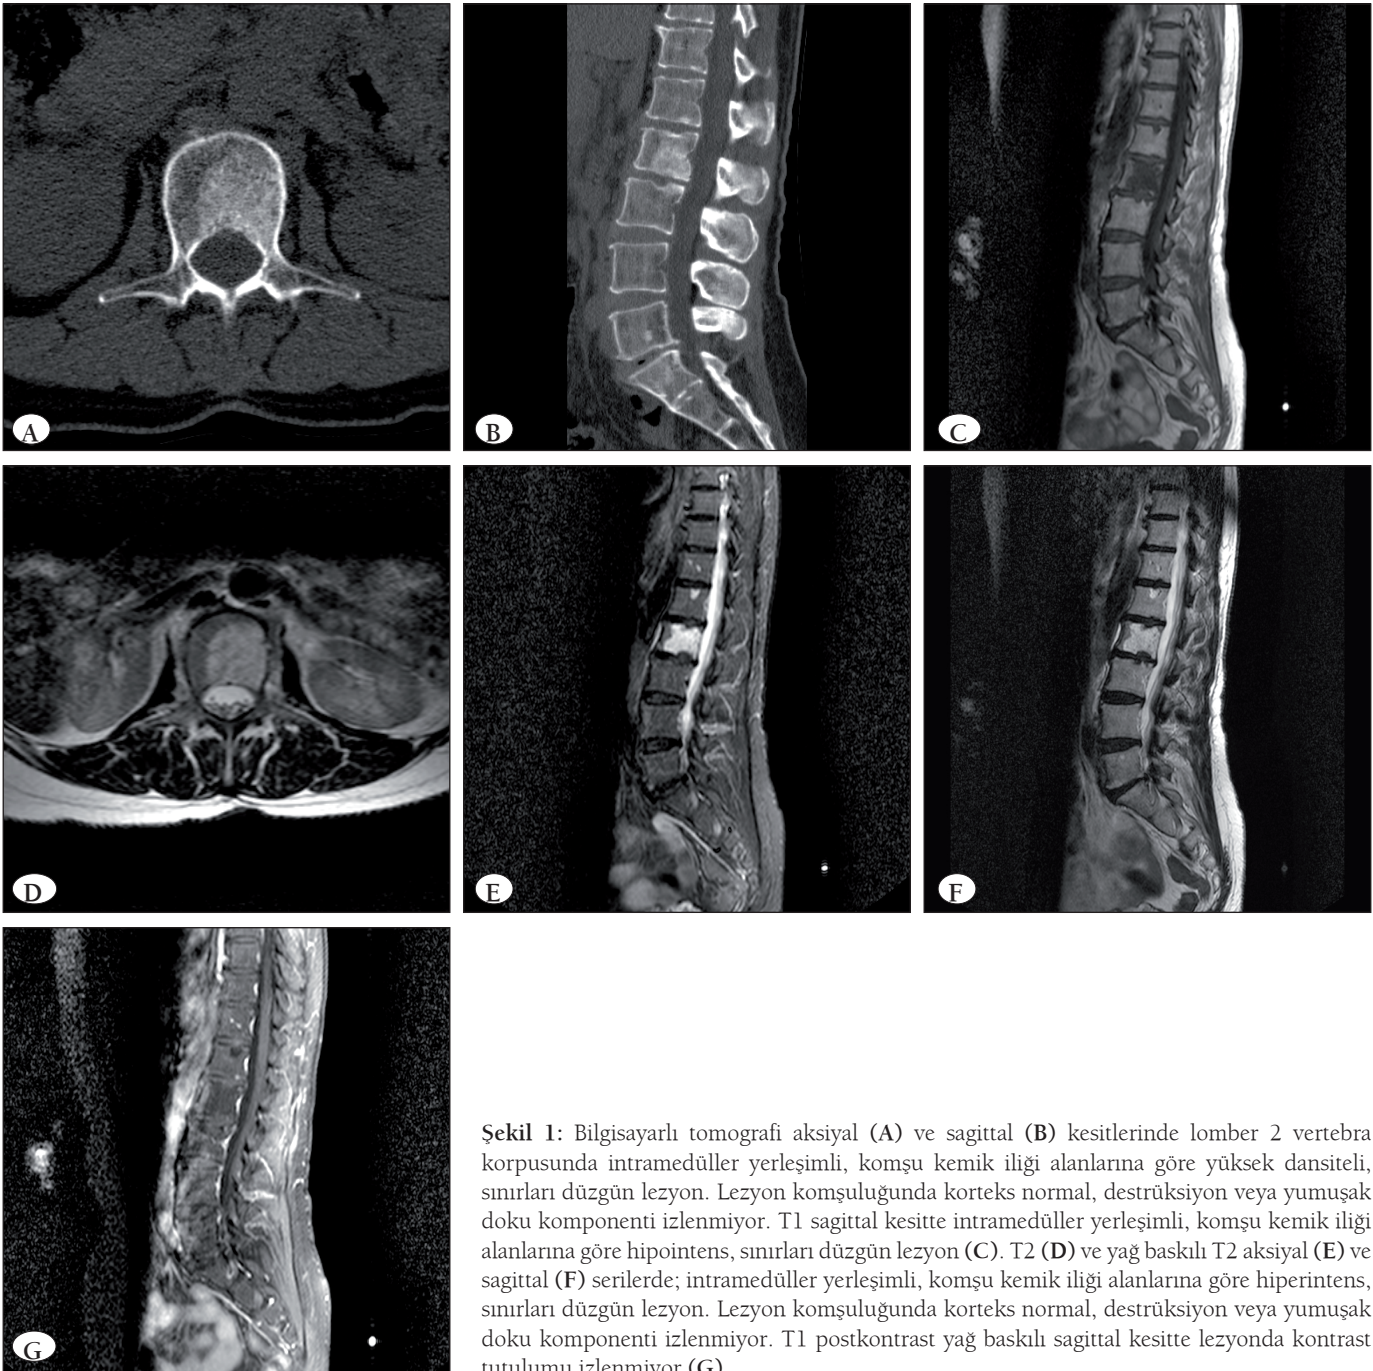 A
B
C
D
E
F
G
Şekil 1: Bilgisayarlı tomografi aksiyal (A) ve sagittal (B) kesitlerinde lomber 2 vertebra
korpusunda intramedüller yerleşimli, komşu kemik iliği alanlarına göre yüksek dansiteli,
sınırları düzgün lezyon. Lezyon komşuluğunda korteks normal, destrüksiyon veya yumuşak
doku komponenti izlenmiyor. T1 sagittal kesitte intramedüller yerleşimli, komşu kemik iliği
alanlarına göre hipointens, sınırları düzgün lezyon (C). T2 (D) ve yağ baskılı T2 aksiyal (E) ve
sagittal (F) serilerde; intramedüller yerleşimli, komşu kemik iliği alanlarına göre hiperintens,
sınırları düzgün lezyon. Lezyon komşuluğunda korteks normal, destrüksiyon veya yumuşak
doku komponenti izlenmiyor. T1 postkontrast yağ baskılı sagittal kesitte lezyonda kontrast
tutulumu izlenmiyor (G).